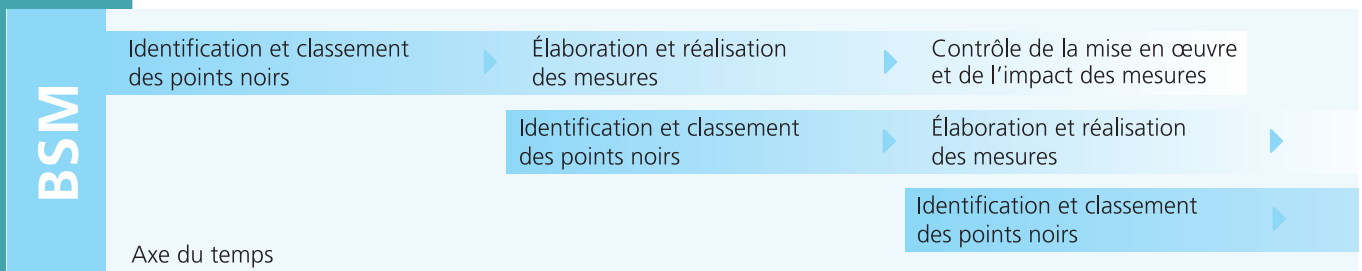 BSM
Identification et classement
des points noirs
Élaboration et réalisation
des mesures
Contrôle de la mise en œuvre
et de l'impact des mesures
Identification et classement
des points noirs
Élaboration et réalisation
des mesures
Identification et classement
des points noirs
Axe du temps